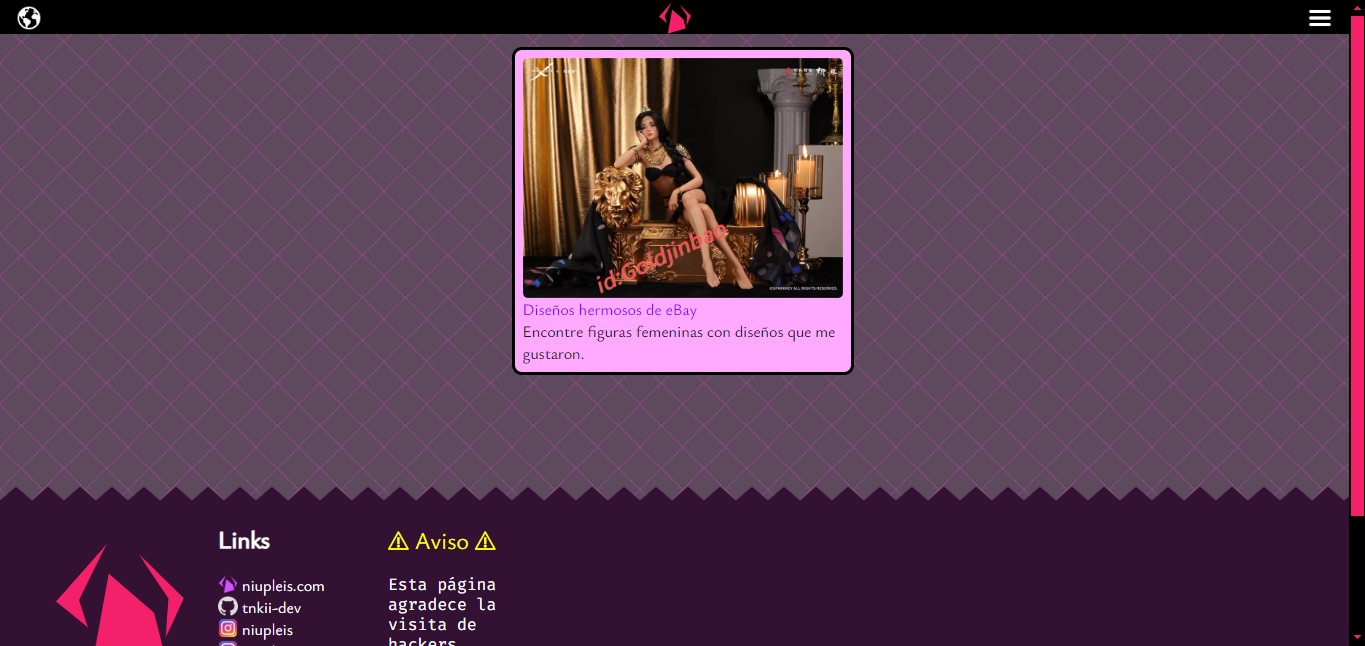 id:Goldjinbao
Diseños hermosos de eBay
Encontre figuras femeninas con diseños que me
gustaron.
Links
niupleis.com
tnkii-dev
niupleis
⚠ Aviso ⚠
Esta página
agradece la
visita de
hackers